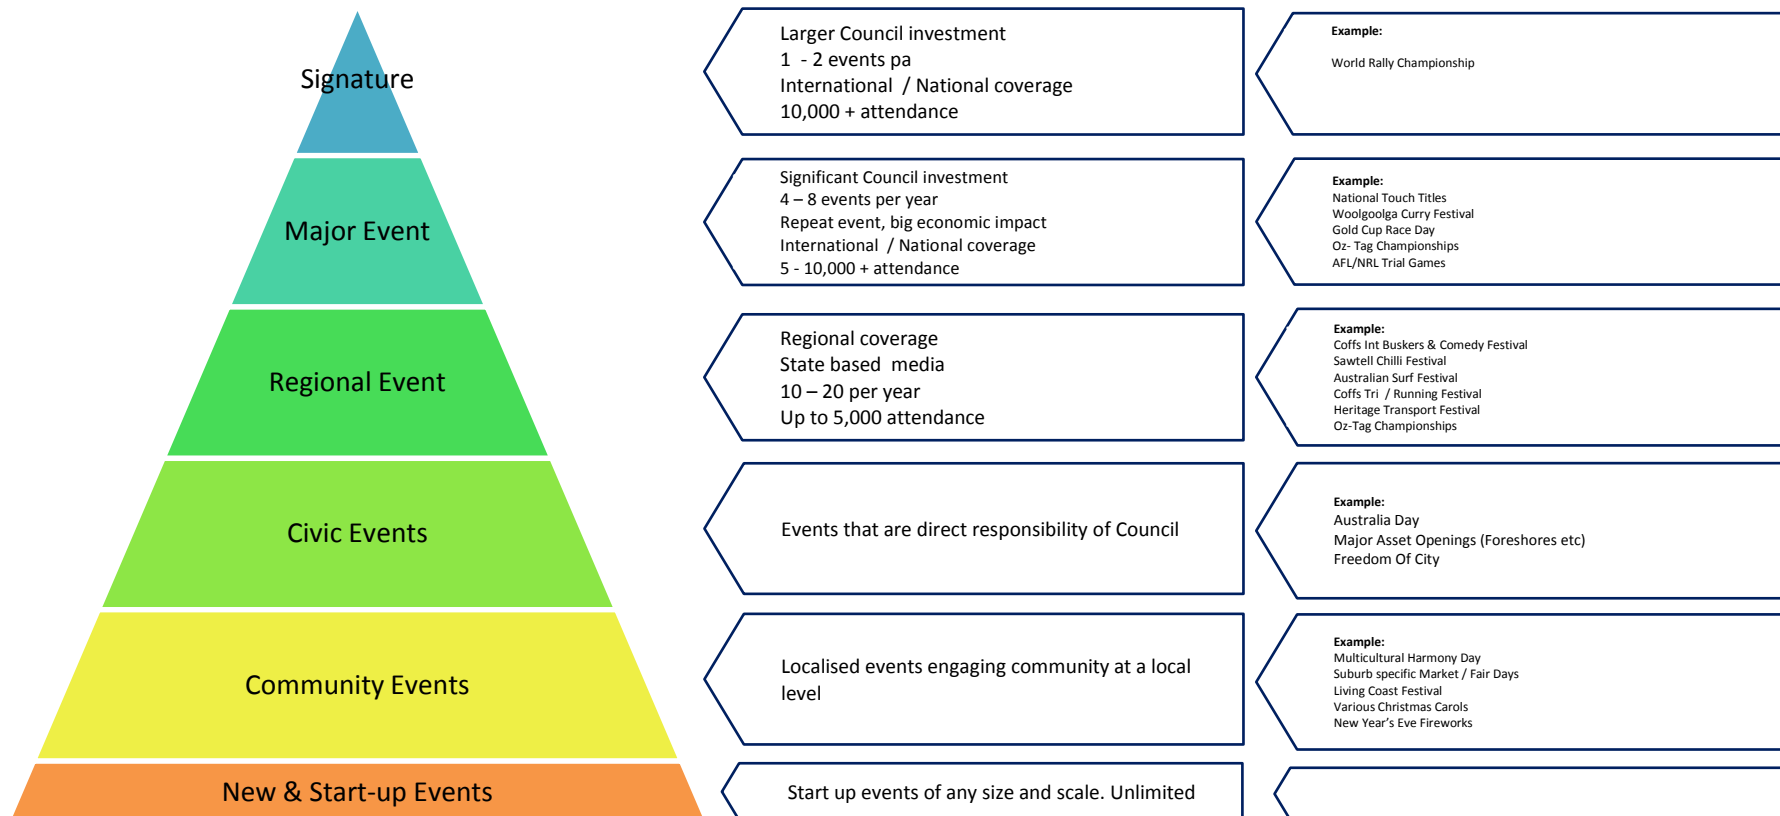 Signature
Larger Council investment
1  - 2 events pa
International  / National coverage
10,000 + attendance
Example:
World Rally Championship
Major Event
Significant Council investment
4 – 8 events per year
Repeat event, big economic impact
International  / National coverage
5 - 10,000 + attendance
Example:
National Touch Titles
Woolgoolga Curry Festival
Gold Cup Race Day
Oz- Tag Championships
AFL/NRL Trial Games
Regional Event
Regional coverage
State based  media
10 – 20 per year
Up to 5,000 attendance
Example:
Coffs Int Buskers & Comedy Festival
Sawtell Chilli Festival
Australian Surf Festival
Coffs Tri  / Running Festival
Heritage Transport Festival
Oz-Tag Championships
Civic Events
Events that are direct responsibility of Council
Example:
Australia Day
Major Asset Openings (Foreshores etc)
Freedom Of City
Community Events
Localised events engaging community at a local
level
Example:
Multicultural Harmony Day
Suburb specific Market / Fair Days
Living Coast Festival
Various Christmas Carols
New Year’s Eve Fireworks
New & Start-up Events
Start up events of any size and scale. Unlimited